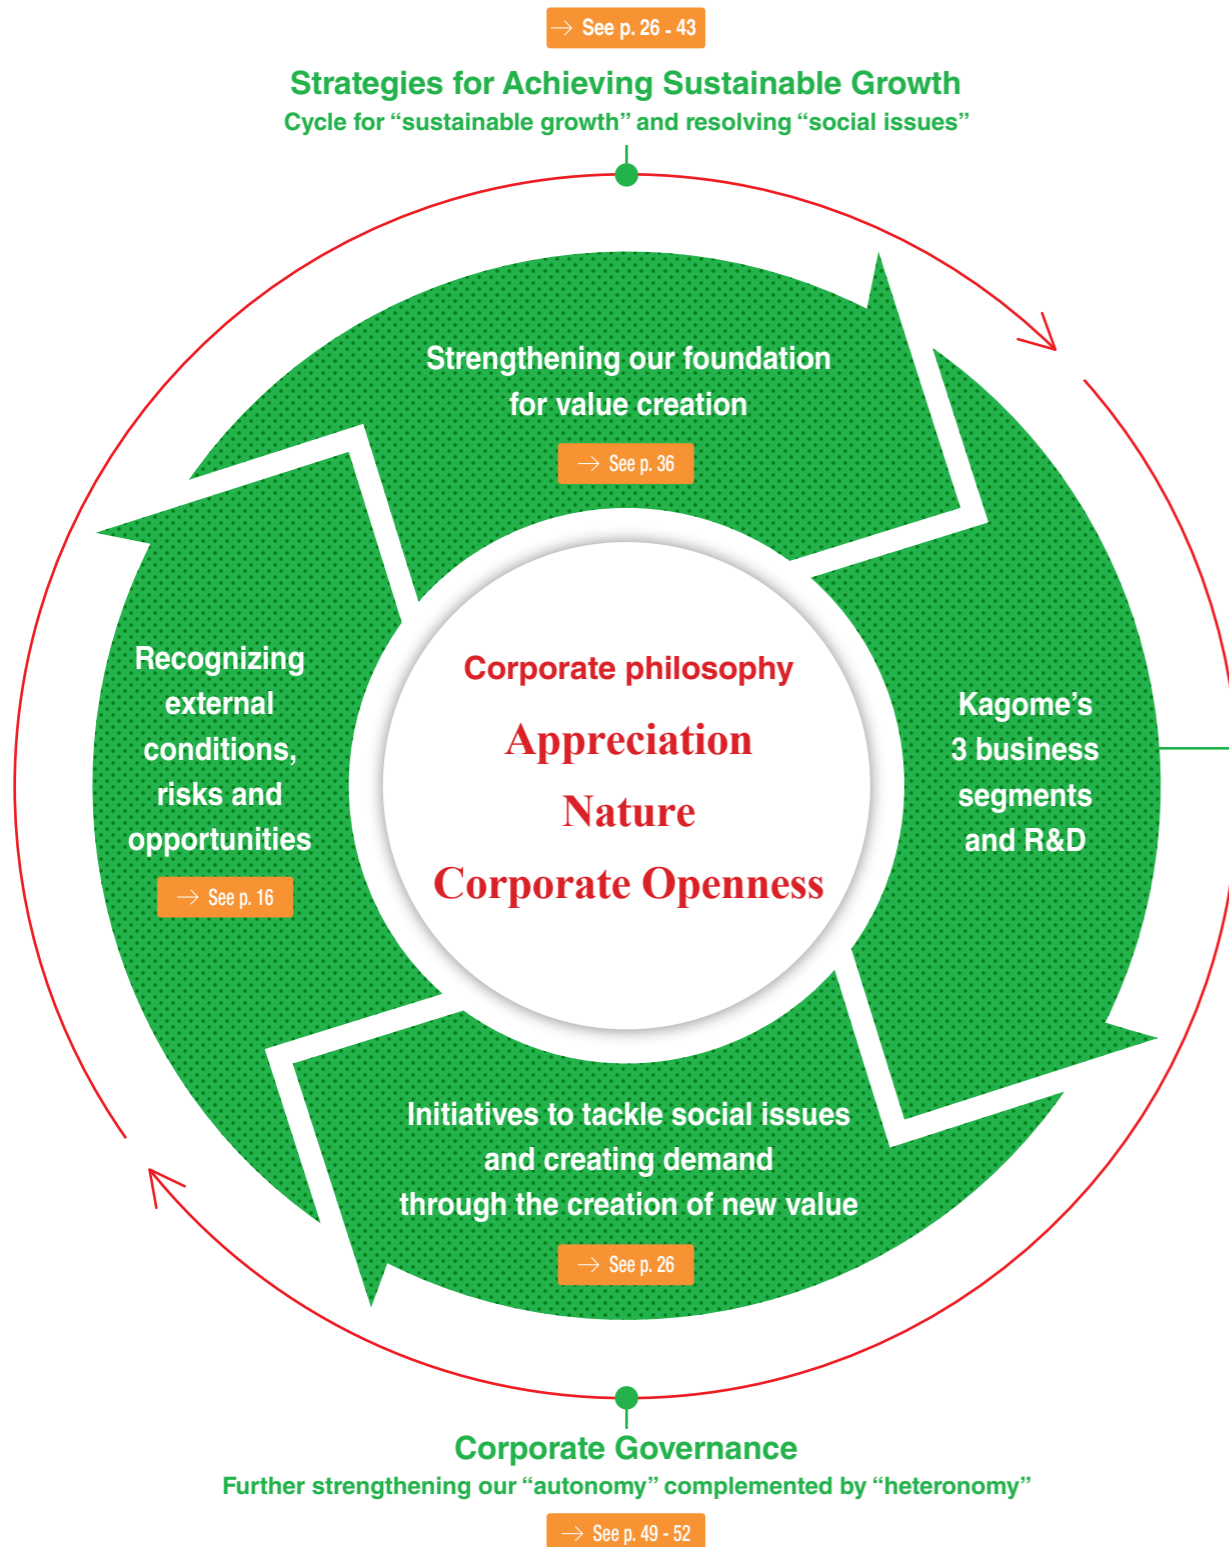 → See p. 26 - 43
Strategies for Achieving Sustainable Growth
Cycle for “sustainable growth” and resolving “social issues”
Strengthening our foundation
for value creation
→ See p. 36
Recognizing
external
conditions,
risks and
opportunities
→ See p. 16
Corporate philosophy
Appreciation
Nature
Corporate Openness
Kagome’s
3 business
segments
and R&D
Initiatives to tackle social issues
and creating demand
through the creation of new value
→ See p. 26
Corporate Governance
Further strengthening our “autonomy” complemented by “heteronomy”
→ See p. 49 - 52